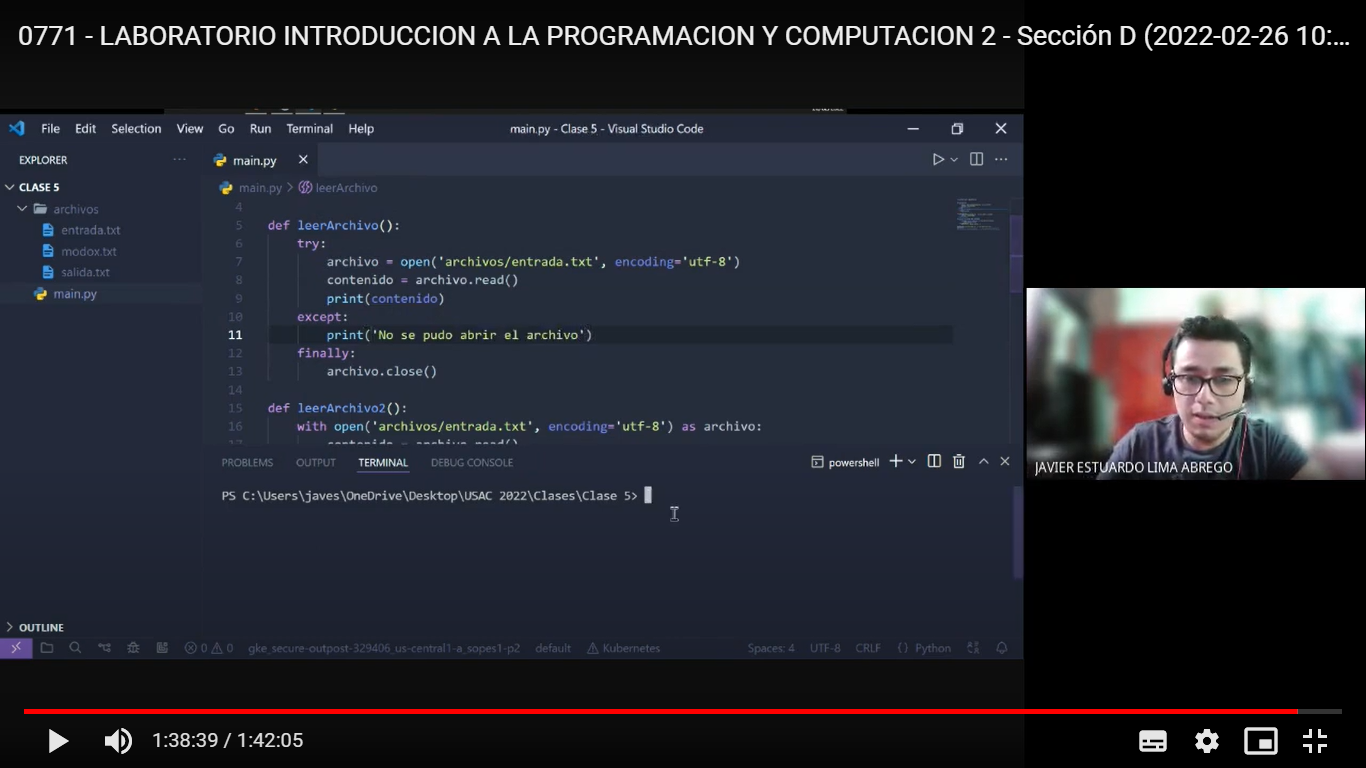 0771 - LABORATORIO INTRODUCCION A LA PROGRAMACION Y COMPUTACION 2 - Sección D (2022-02-26 10:...
File Edit Selection View Go Run Terminal Help main.py - Clase 5 - Visual Studio Code
EXPLORER ... main.py
CLASE 5
main.py > leerArchivo
archivos
entrada.txt
modox.txt
salida.txt
main.py
4
5 def leerArchivo():
6 try:
7 archivo = open('archivos/entrada.txt', encoding='utf-8')
8 contenido = archivo.read()
9 print(contenido)
10 except:
11 print('No se pudo abrir el archivo')
12 finally:
13 archivo.close()
14
15 def leerArchivo2():
16 with open('archivos/entrada.txt', encoding='utf-8') as archivo:
17 contenido = archivo.read()
PROBLEMS OUTPUT TERMINAL DEBUG CONSOLE powershell
PS C:\Users\javes\OneDrive\Desktop\USAC 2022\Clases\Clase 5>
JAVIER ESTUARDO LIMA ABREGO
OUTLINE
0 0 gke_secure-outpost-329406_us-central1-a_sopes1-p2 default Kubernetes Spaces: 4 UTF-8 CRLF {} Python
1:38:39 / 1:42:05